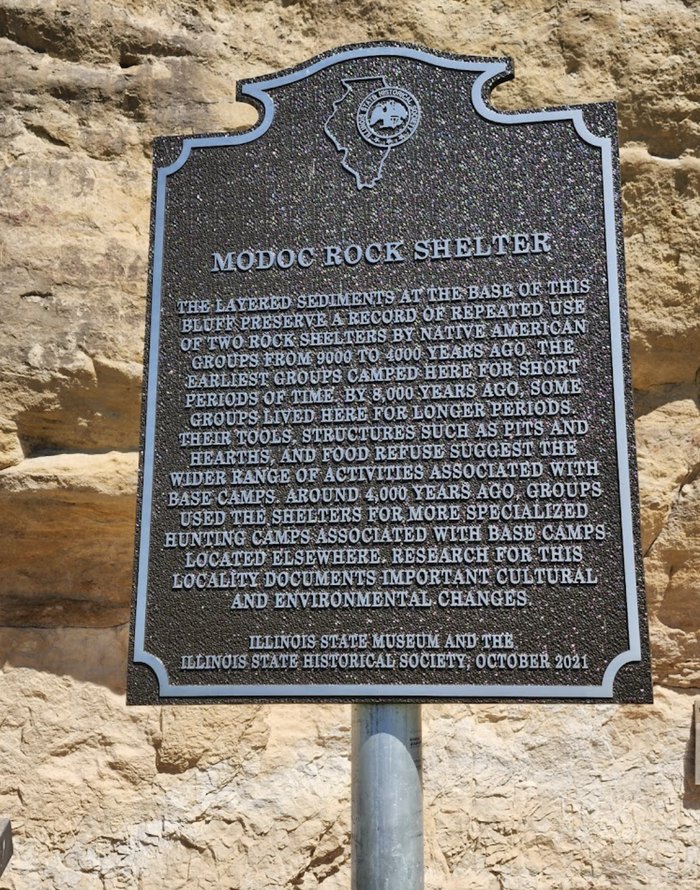 ILLINOIS STATE HISTORICAL SOCIETY
MODOC ROCK SHELTER
THE LAYERED SEDIMENTS AT THE BASE OF THIS
BLUFF PRESERVE A RECORD OF REPEATED USE
OF TWO ROCK SHELTERS BY NATIVE AMERICAN
GROUPS FROM 9000 TO 4000 YEARS AGO. THE
EARLIEST GROUPS CAMPED HERE FOR SHORT
PERIODS OF TIME. BY 8,000 YEARS AGO, SOME
GROUPS LIVED HERE FOR LONGER PERIODS.
THEIR TOOLS, STRUCTURES SUCH AS PITS AND
HEARTHS, AND FOOD REFUSE SUGGEST THE
WIDER RANGE OF ACTIVITIES ASSOCIATED WITH
BASE CAMPS. AROUND 4,000 YEARS AGO, GROUPS
USED THE SHELTERS FOR MORE SPECIALIZED
HUNTING CAMPS ASSOCIATED WITH BASE CAMPS
LOCATED ELSEWHERE. RESEARCH FOR THIS
LOCALITY DOCUMENTS IMPORTANT CULTURAL
AND ENVIRONMENTAL CHANGES.
ILLINOIS STATE MUSEUM AND THE
ILLINOIS STATE HISTORICAL SOCIETY, OCTOBER 2021